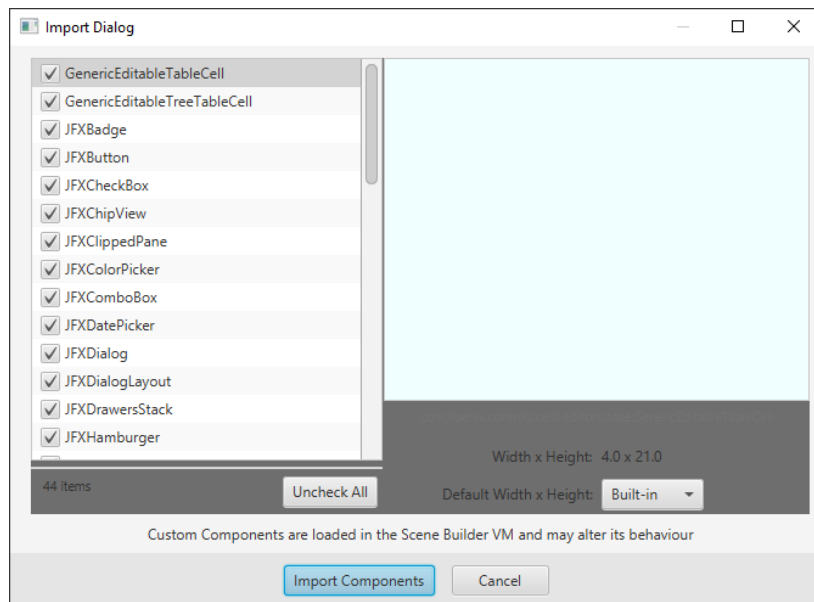 Import Dialog
GenericEditableTableCell
GenericEditableTreeTableCell
JFXBadge
JFXButton
JFXCheckBox
JFXChipView
JFXClippedPane
JFXColorPicker
JFXComboBox
JFXDatePicker
JFXDialog
JFXDialogLayout
JFXDrawersStack
JFXHamburger
Width x Height: 4.0 x 21.0
44 items
Uncheck All
Default Width x Height: Built-in
Custom Components are loaded in the Scene Builder VM and may alter its behaviour
Import Components
Cancel